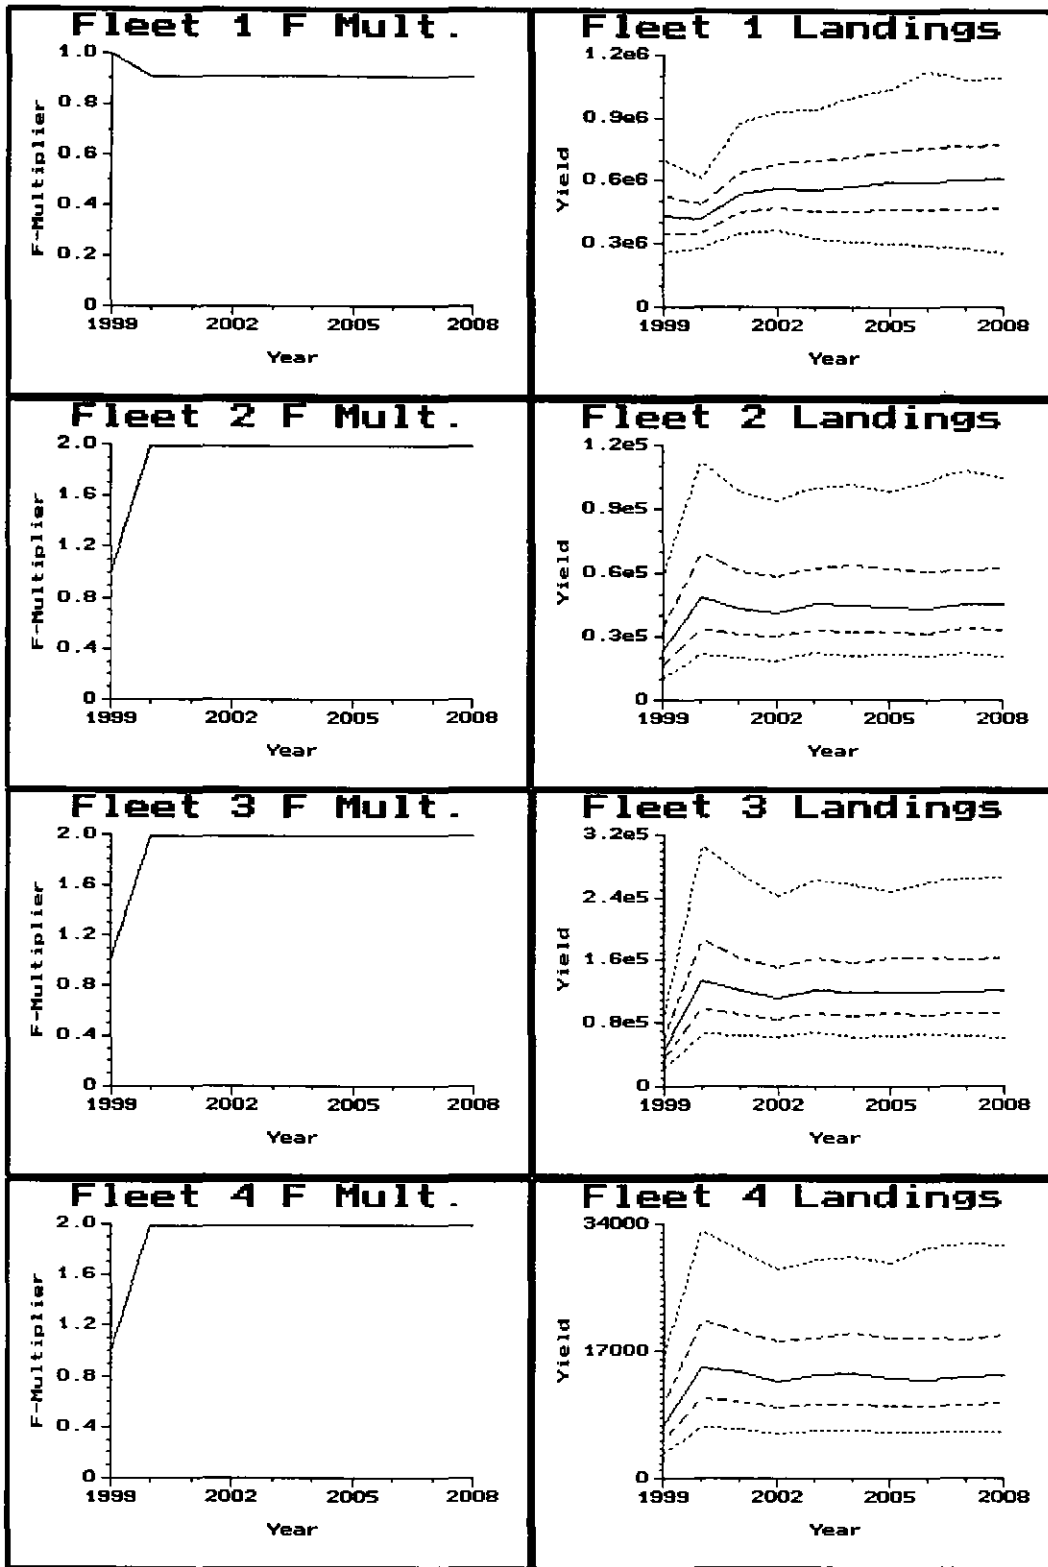 Fleet 1 F Mult.
1.0
0.8
0.6
0.4
0.2
0
F-Multiplier
1999 2002 2005 2008
Year
Fleet 1 Landings
1.2e6
0.9e6
0.6e6
0.3e6
0
Yield
1999 2002 2005 2008
Year
Fleet 2 F Mult.
2.0
1.6
1.2
0.8
0.4
0
F-Multiplier
1999 2002 2005 2008
Year
Fleet 2 Landings
1.2e5
0.9e5
0.6e5
0.3e5
0
Yield
1999 2002 2005 2008
Year
Fleet 3 F Mult.
2.0
1.6
1.2
0.8
0.4
0
F-Multiplier
1999 2002 2005 2008
Year
Fleet 3 Landings
3.2e5
2.4e5
1.6e5
0.8e5
0
Yield
1999 2002 2005 2008
Year
Fleet 4 F Mult.
2.0
1.6
1.2
0.8
0.4
0
F-Multiplier
1999 2002 2005 2008
Year
Fleet 4 Landings
34000
17000
0
Yield
1999 2002 2005 2008
Year